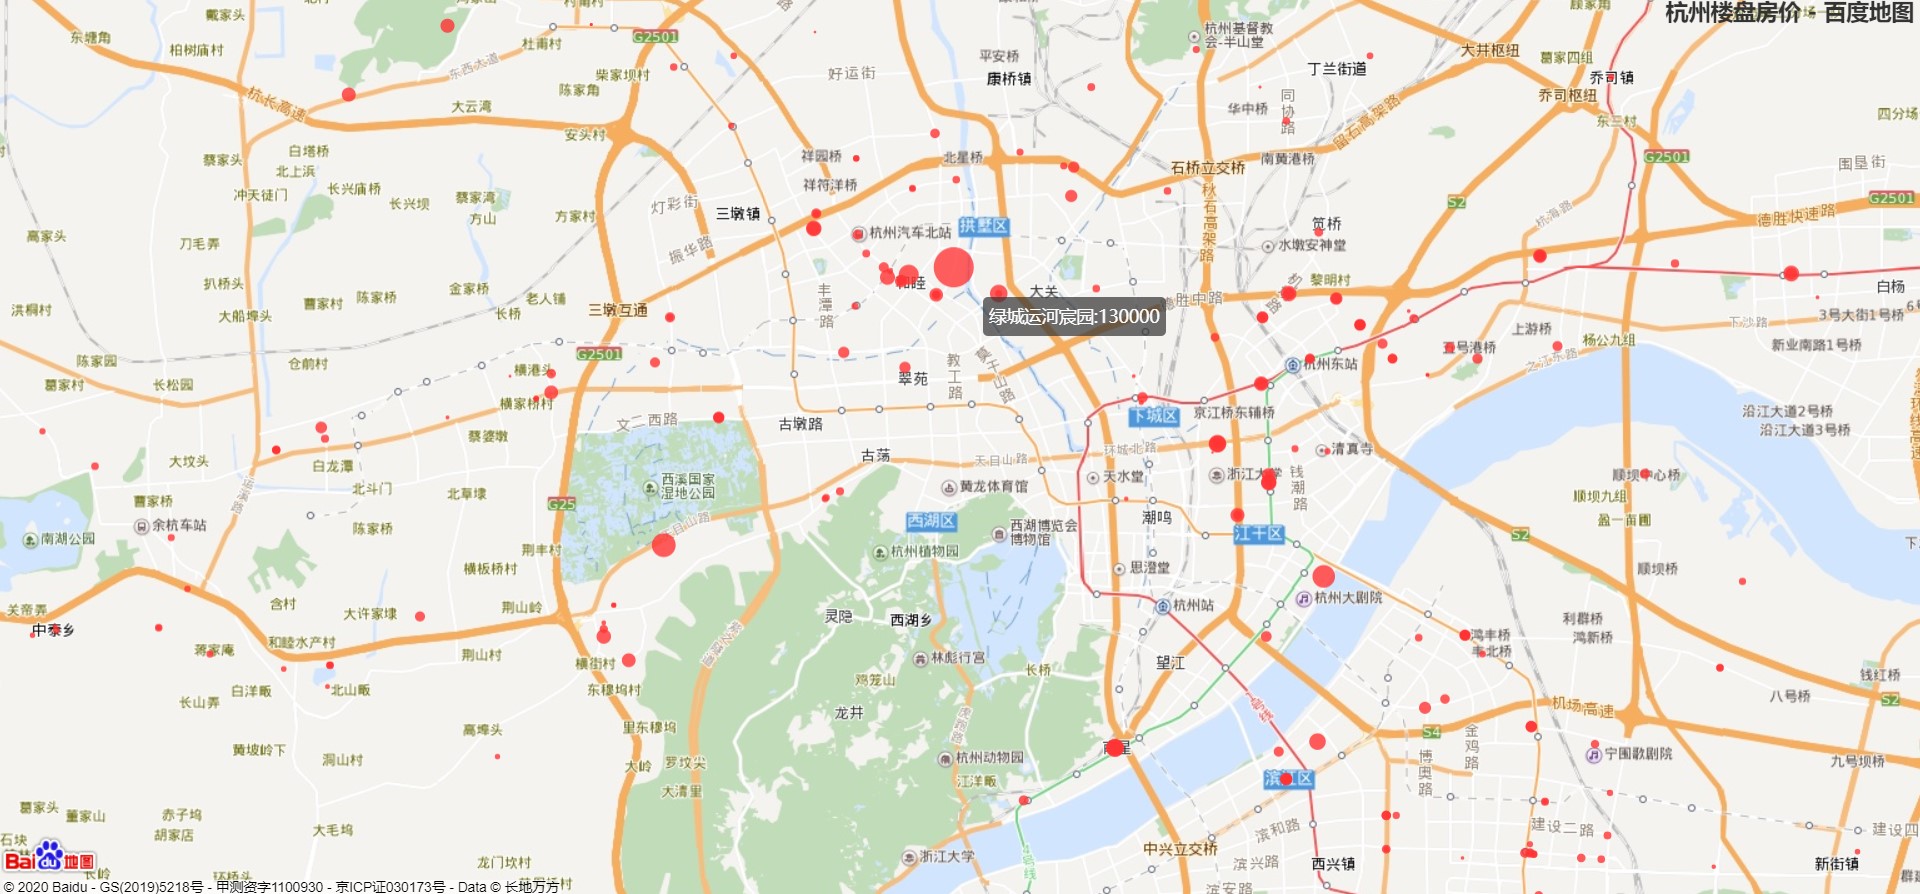 杭州楼盘房价 - 百度地图
戴家头
东塘角
柏树庙村
杜甫村
G2501
东西大道
柴家坝村
陈家角
好运街
平安桥
康桥镇
杭州基督教
会-半山堂
丁兰街道
大井枢纽
葛家四组
乔司镇
乔司枢纽
杭长高速
大云湾
安头村
华中桥
同协路
留石高架路
东三村
四分场
白塔桥
蔡家头
北上浜
祥园桥
北星桥
石桥立交桥
南黄港桥
G2501
围垦街
冲天徒门
长兴庙桥
长兴坝
蔡家湾
方山
祥符洋桥
灯彩街
三墩镇
方家村
秋石高架路
S2
G2501
杭海路
德胜快速路
高家头
刀毛弄
振华路
杭州汽车北站
拱墅区
笕桥
水墩安神堂
扒桥头
金家桥
老人铺
和睦
大关
黎明村
白杨
洪桐村
曹家村
陈家桥
大船埠头
长桥
三墩互通
丰潭路
绿城运河宸园:130000
德胜中路
上游桥
下沙路
3号大街1号桥
杨公九组
新业南路1号桥
陈家园
仓前村
G2501
横港头
教工路
莫干山路
翠苑
杭州东站
五号港桥
之江东路
葛家村
长松园
横家桥村
文二西路
古墩路
下城区
京江桥东辅桥
沿江大道2号桥
沿江大道3号桥
蔡婆墩
大坟头
白龙潭
古荡
天目山路
环城北路
清真寺
顺坝中心桥
西溪国家
湿地公园
黄龙体育馆
天水堂
浙江大学
钱潮路
北斗门
北草埭
曹家桥
余杭车站
G25
顺坝九组
盈一亩圃
南湖公园
陈家桥
荆丰村
西湖区
西湖博览会
博物馆
潮鸣
江干区
S2
杭州植物园
横板桥村
思澄堂
顺坝桥
关帝弄
含村
大许家埭
荆山岭
灵隐
西湖乡
杭州站
杭州大剧院
利群桥
鸿新桥
中泰乡
和睦水产村
蒋家庵
荆山村
横街村
林彪行宫
长桥
望江
鸿丰桥
丰北桥
钱红桥
白洋畈
北山畈
长山弄
东穆坞村
鸡笼山
龙井
虎跑路
1号线
八号桥
S2
机场高速
高埠头
里东穆坞
黄坡岭下
洞山村
大岭
罗坟尖
大清里
杭州动物园
江洋畈
S4
金鸡路
博奥路
宁围歌剧院
九号坝桥
滨江区
葛家头
董家山
赤子坞
胡家店
大毛坞
龙门坎村
浙江大学
4号线
中兴立交桥
滨和路
滨兴路
滨安路
西兴镇
建设二路
建设四
新街镇
石块
Bai du 地图
© 2020 Baidu - GS(2019)5218号 - 甲测资字1100930 - 京ICP证030173号 - Data © 长地万方